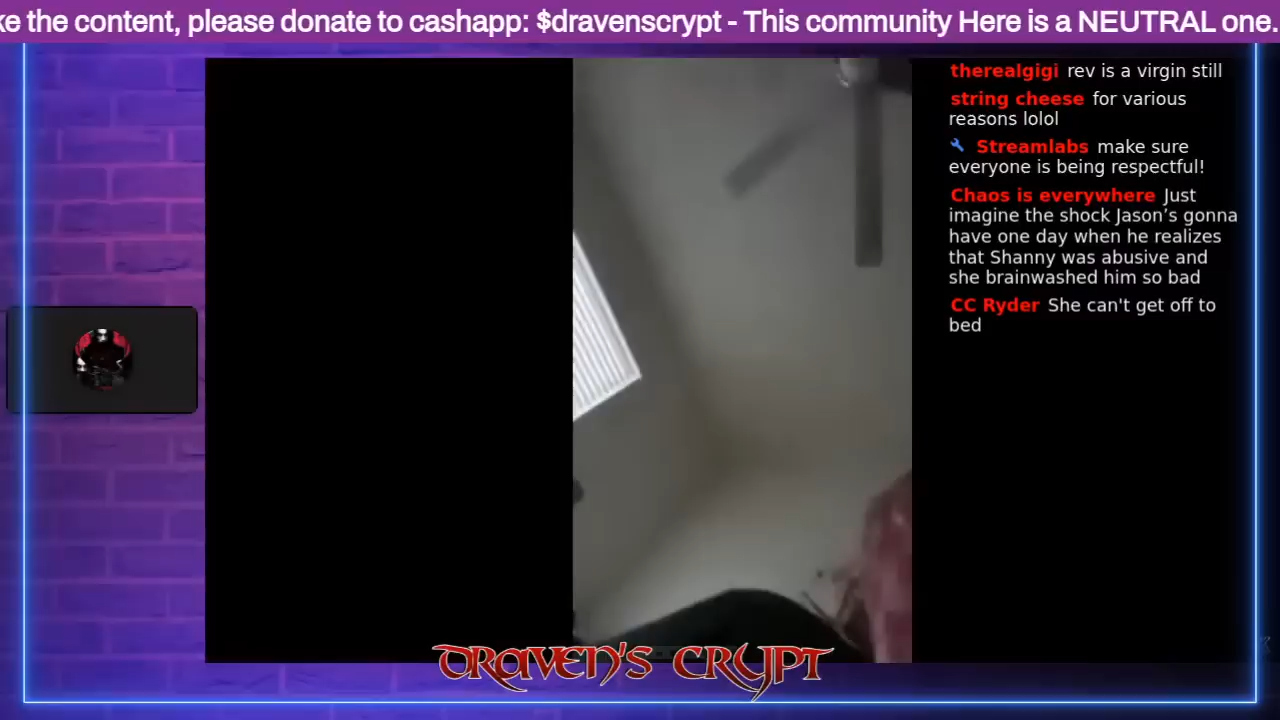 ke the content, please donate to cashapp: $dravenscrypt - This community Here is a NEUTRAL one.
therealgigi rev is a virgin still
string cheese for various
reasons lolol
Streamlabs make sure
everyone is being respectful!
Chaos is everywhere Just
imagine the shock Jason’s gonna
have one day when he realizes
that Shanny was abusive and
she brainwashed him so bad
CC Ryder She can't get off to
bed
DRAVEN'S CRYPT